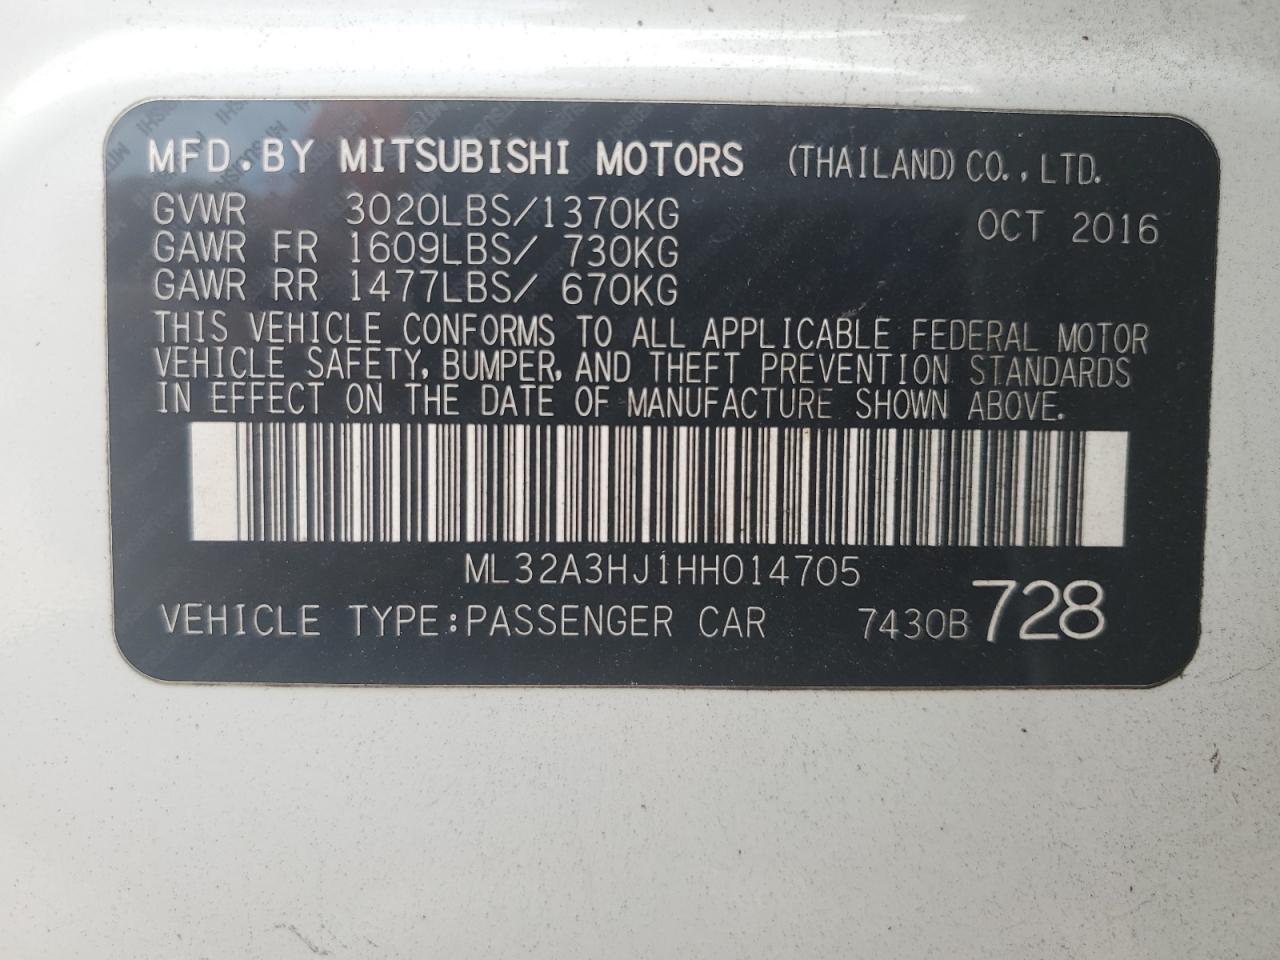 MFD.BY MITSUBISHI MOTORS (THAILAND) CO., LTD.
GVWR 3020LBS/1370KG OCT 2016
GAWR FR 1609LBS/ 730KG
GAWR RR 1477LBS/ 670KG
THIS VEHICLE CONFORMS TO ALL APPLICABLE FEDERAL MOTOR
VEHICLE SAFETY, BUMPER, AND THEFT PREVENTION STANDARDS
IN EFFECT ON THE DATE OF MANUFACTURE SHOWN ABOVE.
ML32A3HJ1HH014705
VEHICLE TYPE:PASSENGER CAR 7430B 728